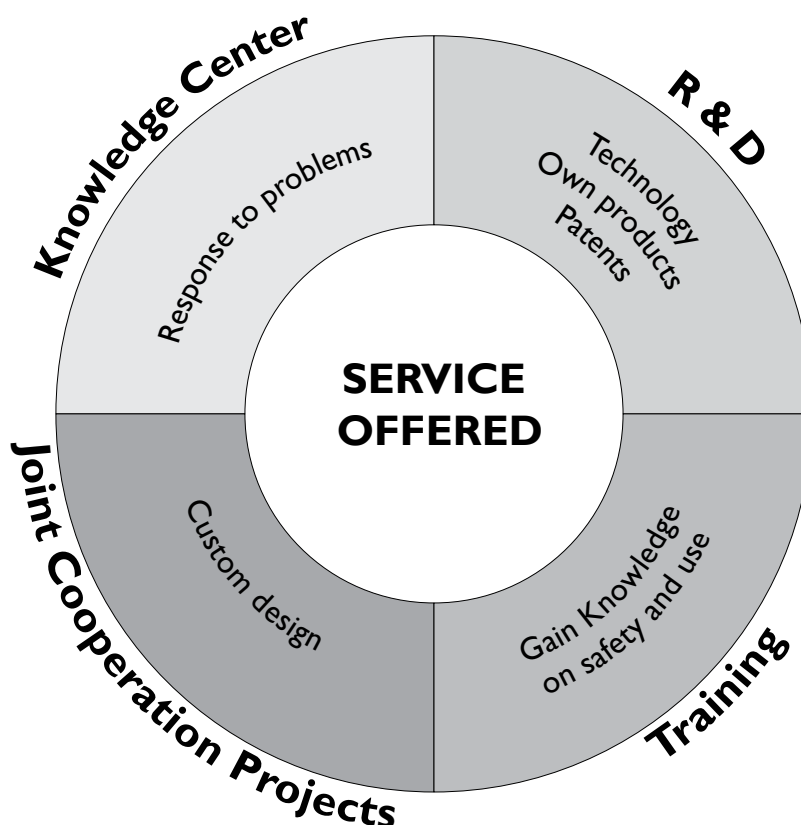 Knowledge Center
Response to problems
R & D
Technology
Own products
Patents
SERVICE
OFFERED
Joint Cooperation Projects
Custom design
Gain Knowledge
on safety and use
Training